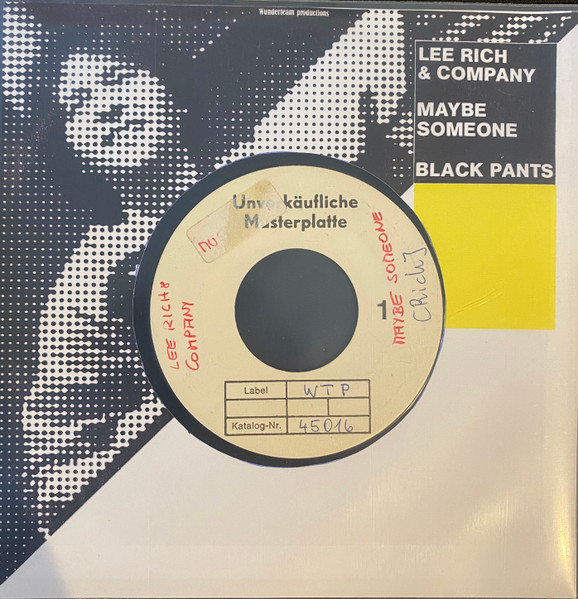 Wunderteam productions
LEE RICH
& COMPANY
MAYBE
SOMEONE
BLACK PANTS
Unverkäufliche
Musterplatte
LEE RICH &
COMPANY
1
MAYBE SOMEONE
(Rich)
Label WTP
Katalog-Nr. 45016